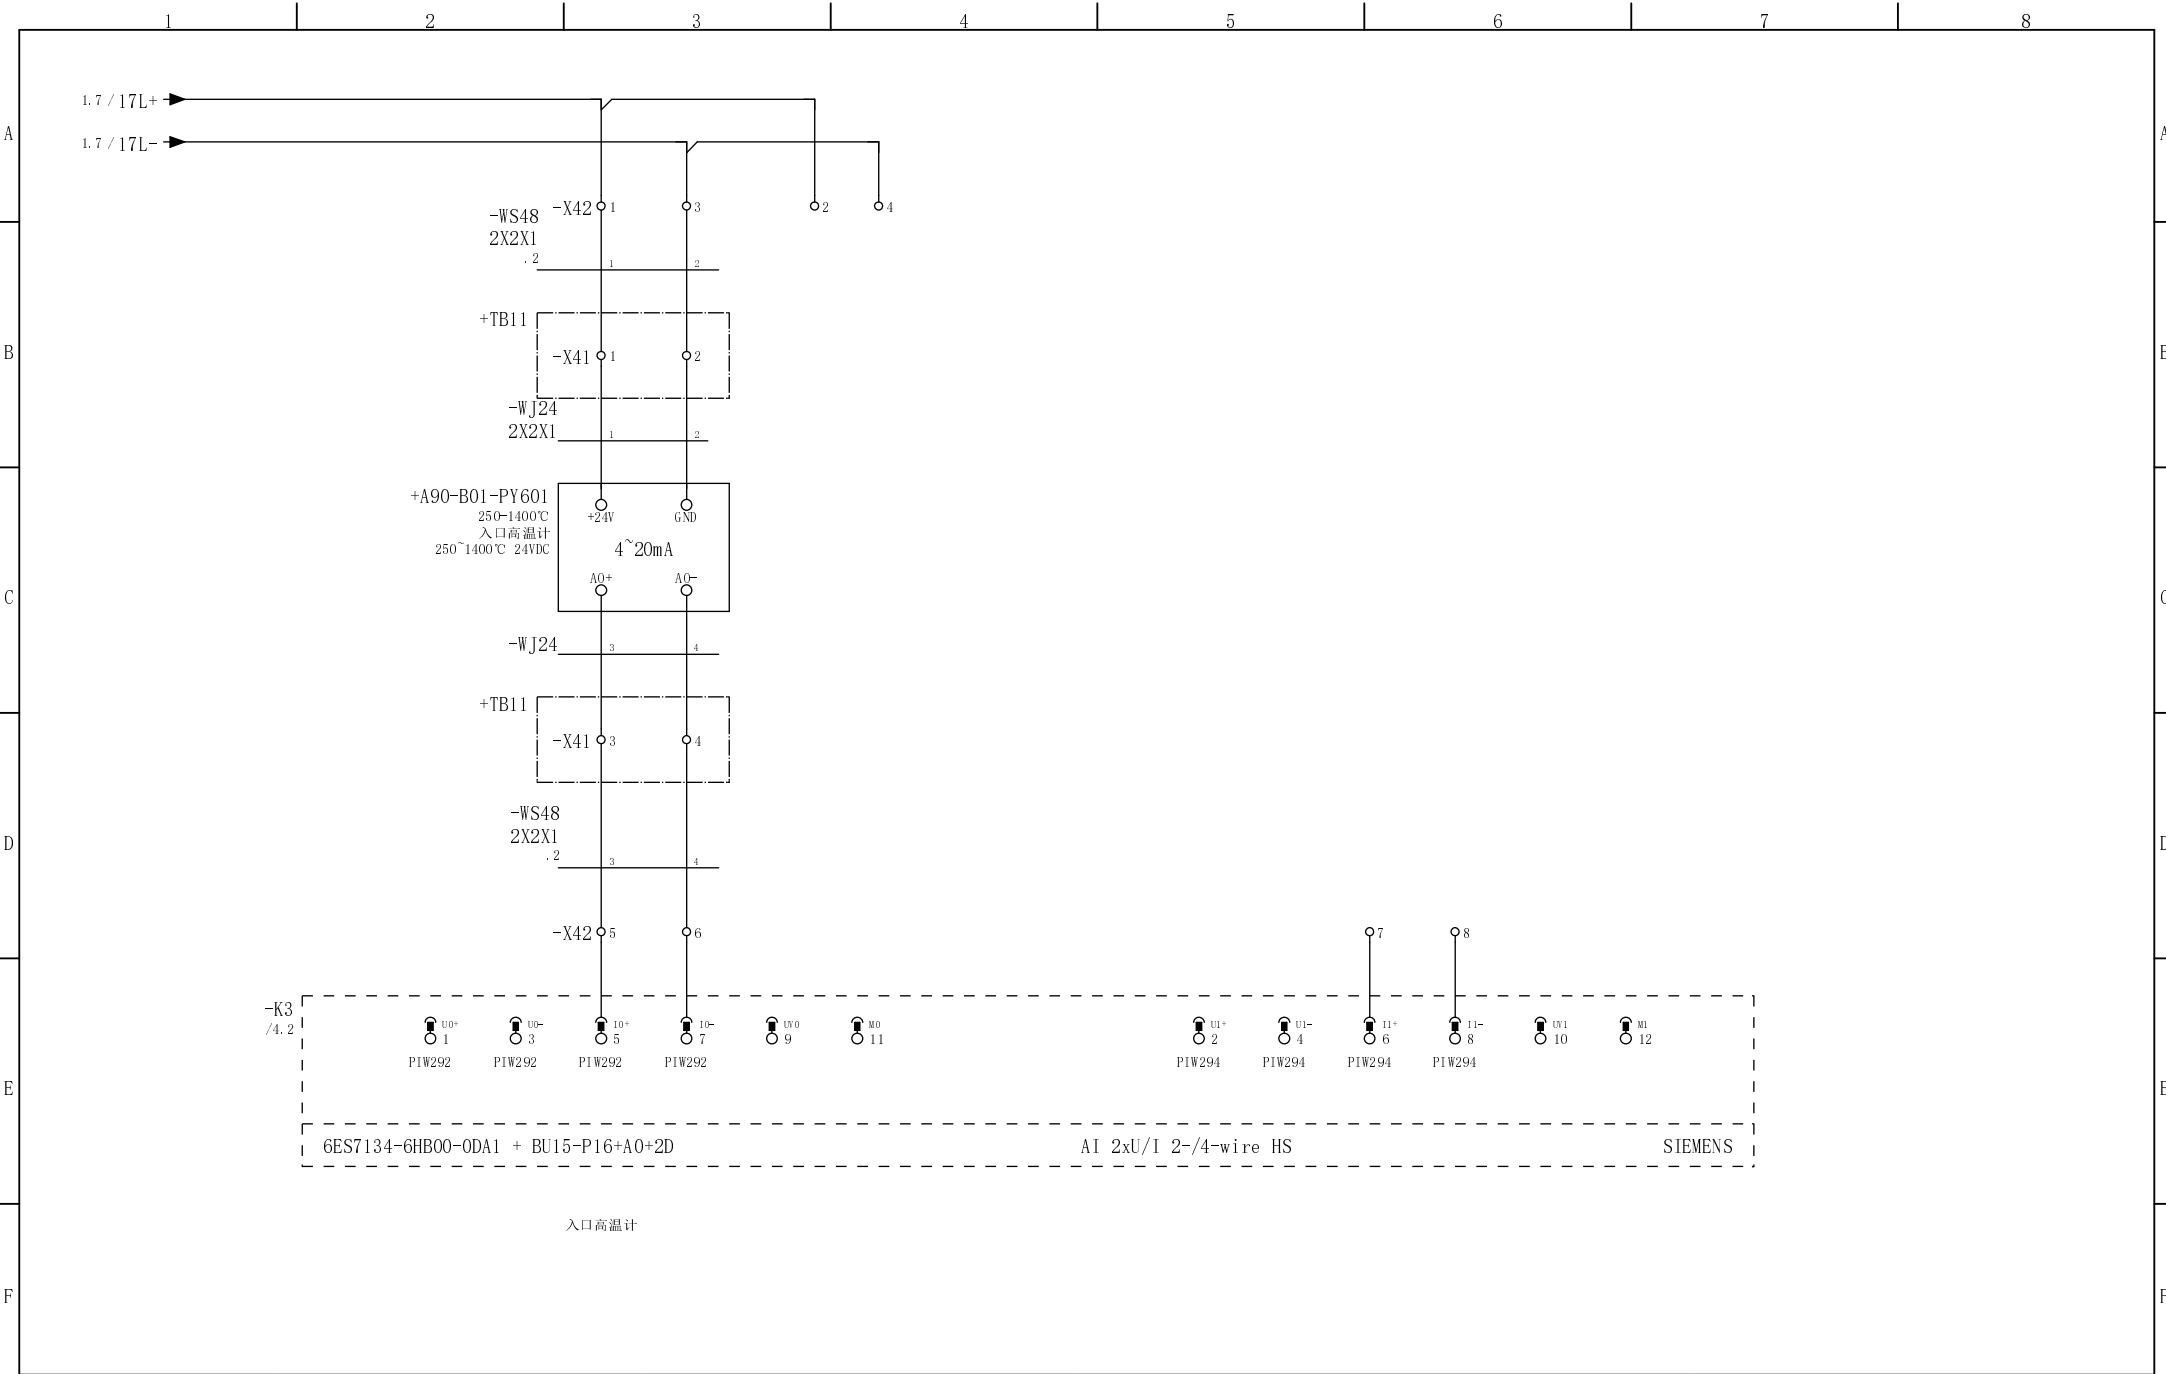 1 2 3 4 5 6 7 8
1.7 / 17L+
A A
1.7 / 17L-
-WS48 -X42 1 3 2 4
2X2X1
.2 1 2
+TB11
B
-X41 1 2
-WJ24
2X2X1 1 2
+A90-B01-PY601
250-1400℃ +24V GND
入口高温计
250~1400℃ 24VDC 4~20mA
AO+ AO-
C
-WJ24 3 4
+TB11
-X41 3 4
-WS48
2X2X1
D
.2 3 4
-X42 5 6 7 8
-K3
/4.2 U0+ U0- I0+ I0- UV0 M0 U1+ U1- I1+ I1- UV1 M1
1 3 5 7 9 11 2 4 6 8 10 12
PIW292 PIW292 PIW292 PIW292 PIW294 PIW294 PIW294 PIW294
E
6ES7134-6HB00-0DA1 + BU15-P16+A0+2D AI 2xU/I 2-/4-wire HS SIEMENS
入口高温计
F